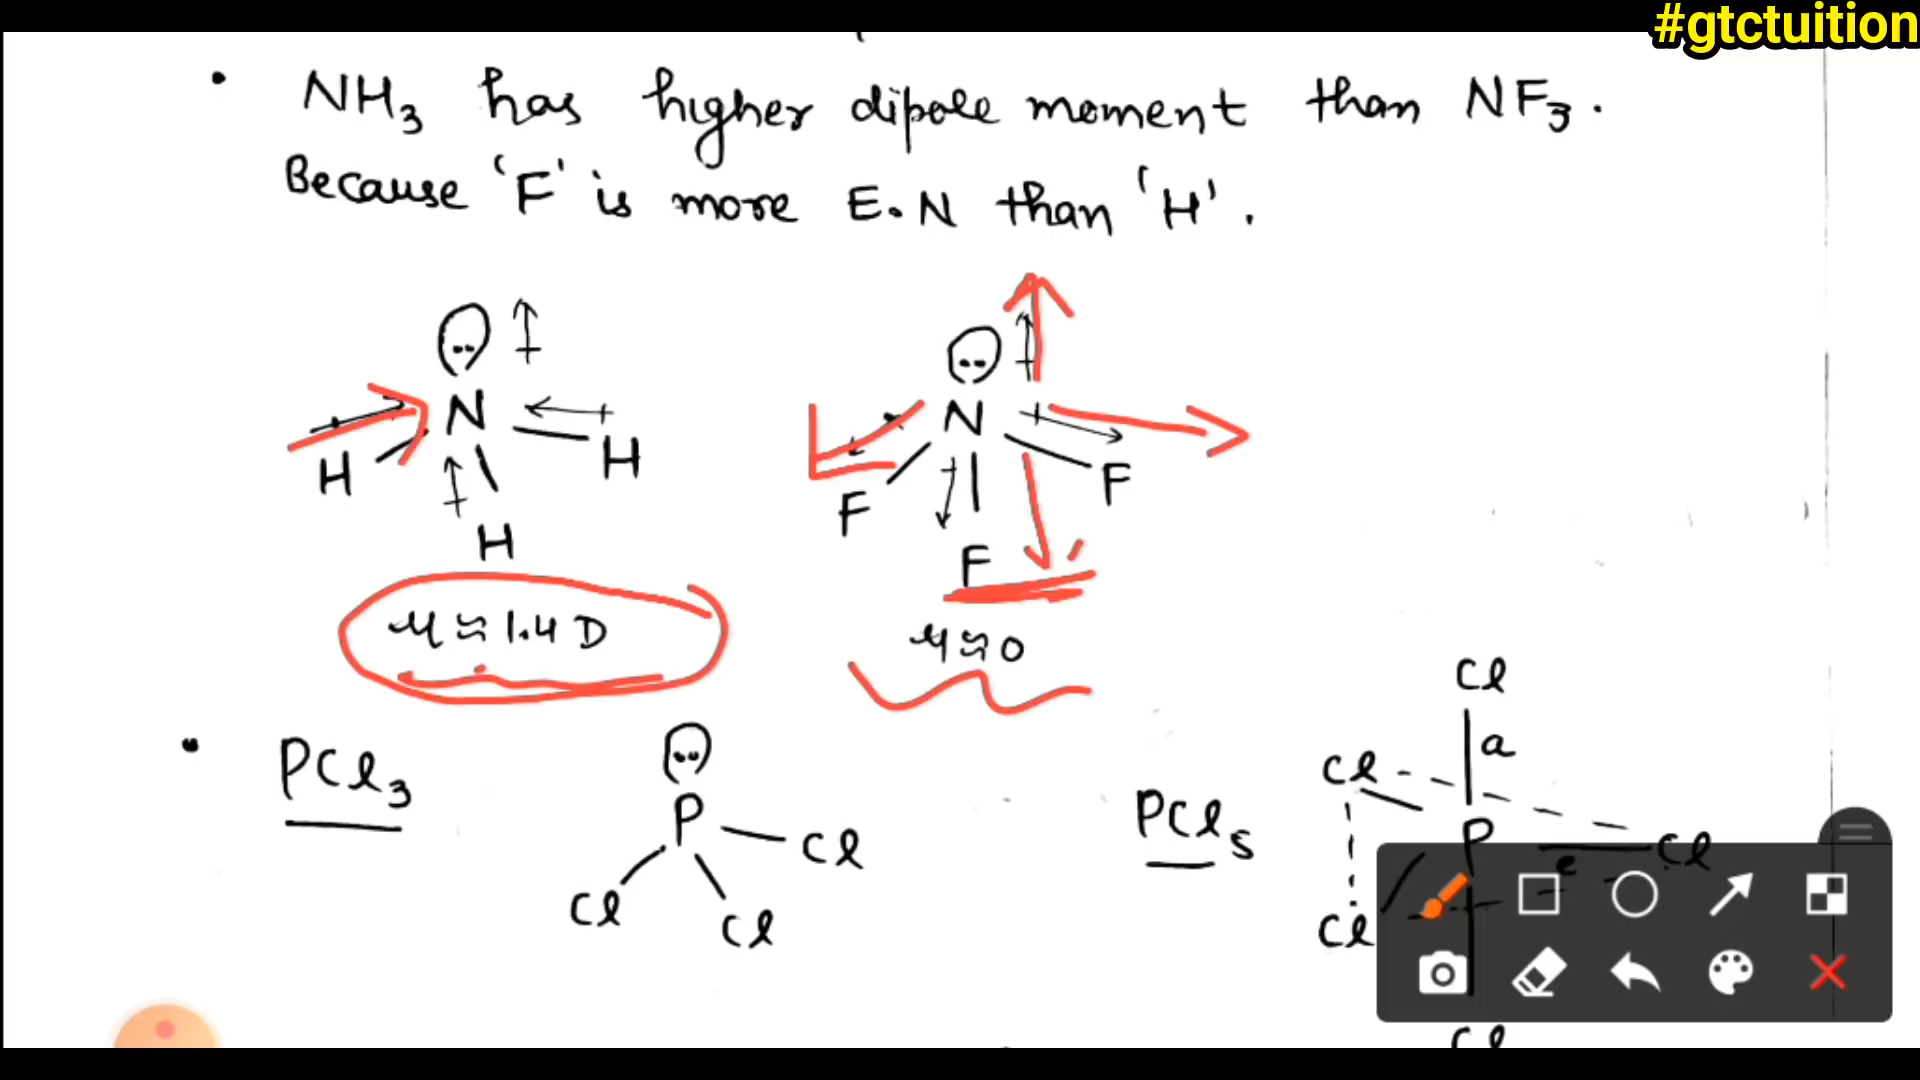 #gtctuition
• NH3 has higher dipole moment than NF3.
Because 'F' is more E.N than 'H'.
N
H
H
H
μ ≈ 1.4 D
N
F
F
F
μ ≈ 0
• PCl3
P
Cl
Cl
Cl
PCl5
Cl
a
Cl
P
Cl
e
Cl
Cl